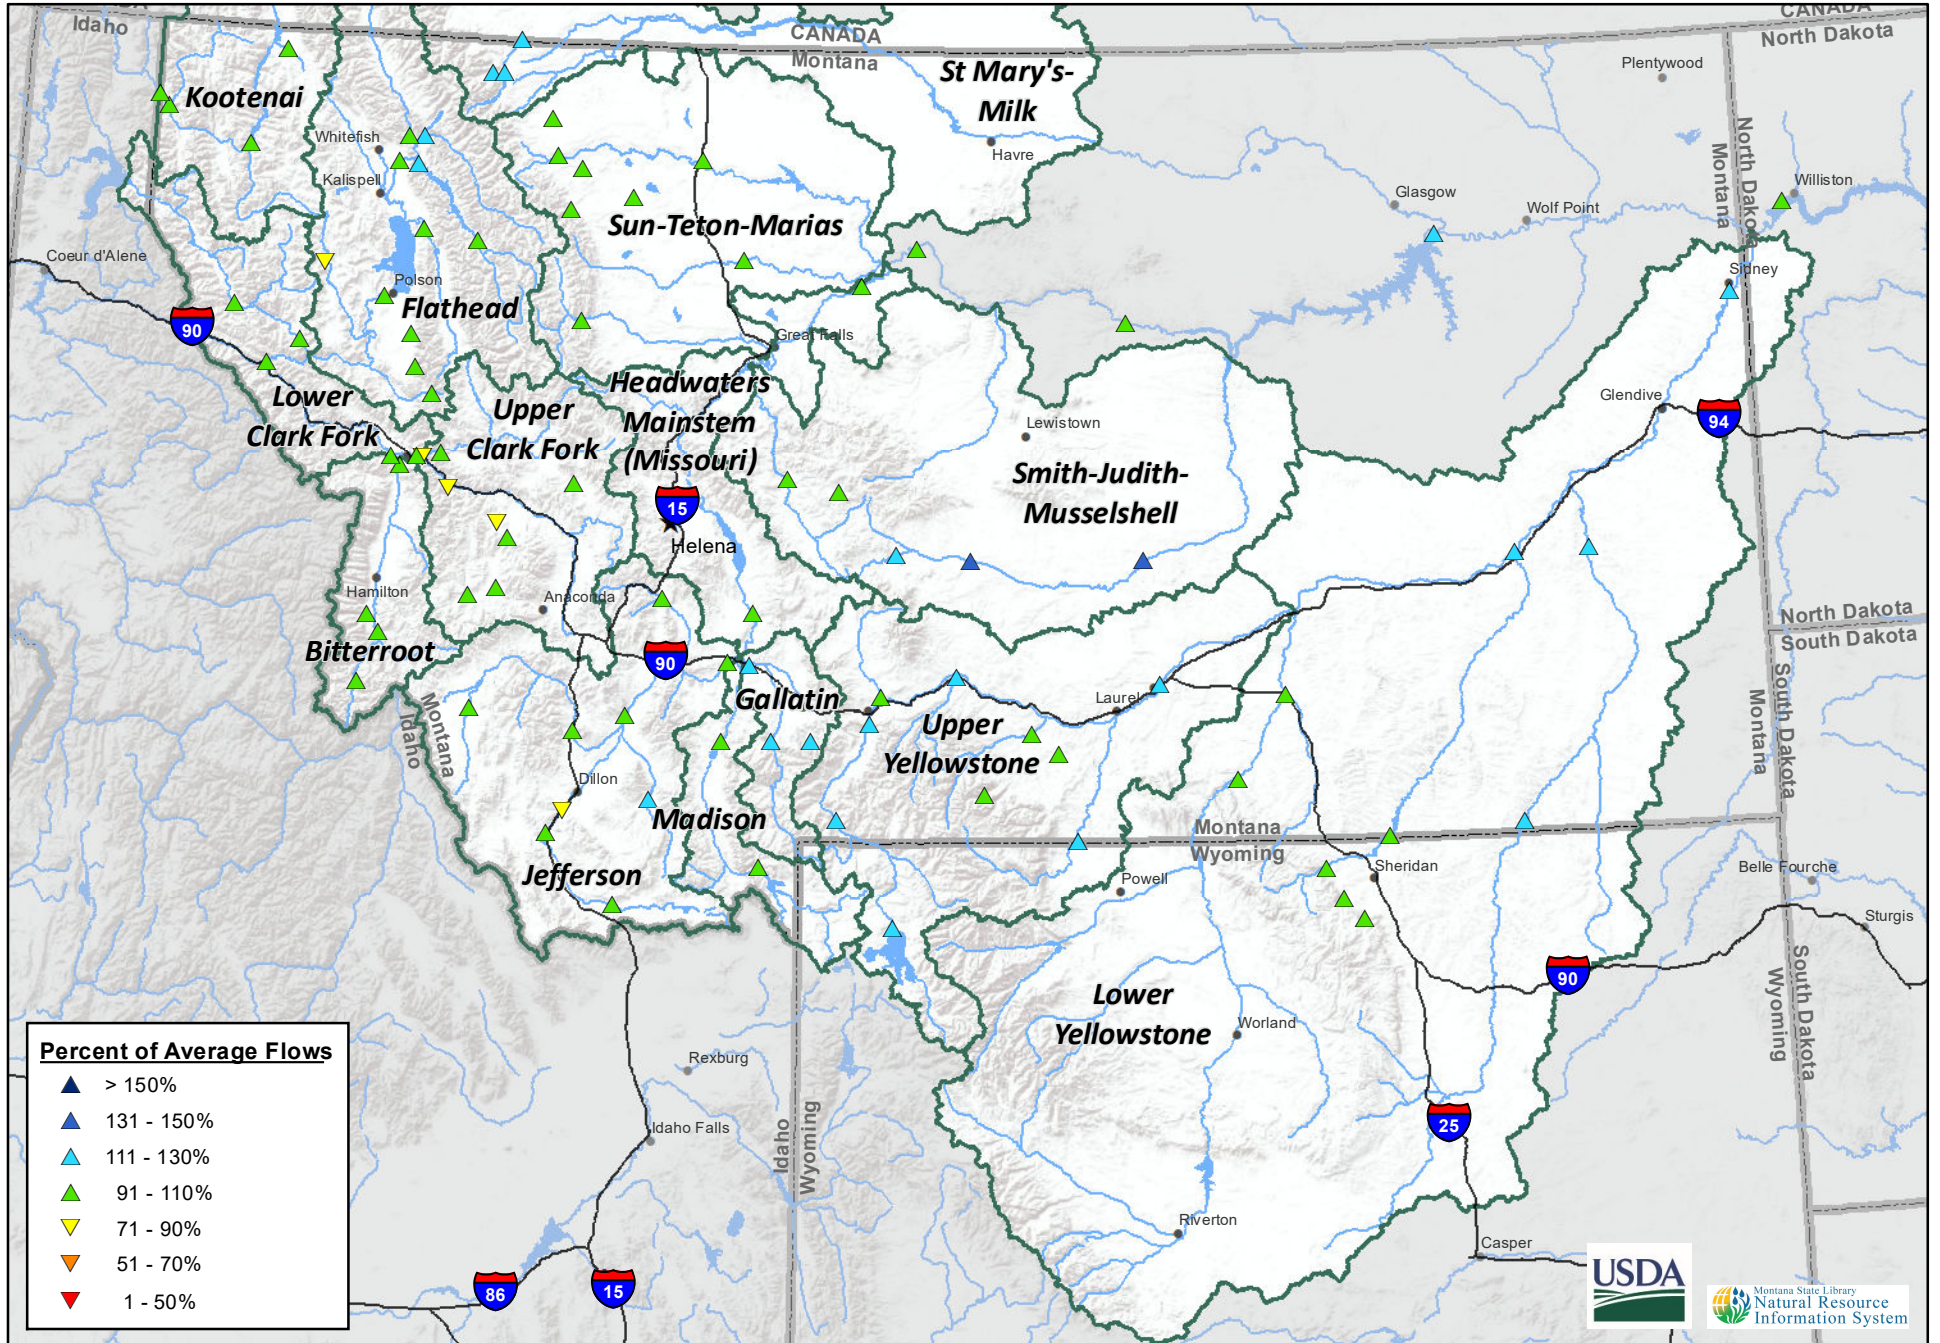 CANADA
Idaho
CANADA
Montana
CANADA
North Dakota
St Mary's-
Milk
Plentywood
Kootenai
Whitefish
Havre
Kalispell
North Dakota
Montana
Williston
Glasgow
Wolf Point
Sun-Teton-Marias
Coeur d'Alene
Sidney
Polson
Flathead
90
Great Falls
Headwaters
Mainstem
(Missouri)
Lower
Clark Fork
Upper
Clark Fork
Glendive
94
Lewistown
Smith-Judith-
Musselshell
15
Helena
Hamilton
Anaconda
North Dakota
South Dakota
Bitterroot
90
Montana
Idaho
Gallatin
Laurel
South Dakota
Montana
Upper
Yellowstone
Dillon
Madison
Montana
Wyoming
Jefferson
Powell
Sheridan
Belle Fourche
Sturgis
90
South Dakota
Wyoming
Lower
Yellowstone
Worland
Percent of Average Flows
> 150%
131 - 150%
111 - 130%
91 - 110%
71 - 90%
51 - 70%
1 - 50%
Rexburg
Idaho Falls
Idaho
Wyoming
25
Riverton
Casper
86
15
USDA
Montana State Library
Natural Resource
Information System